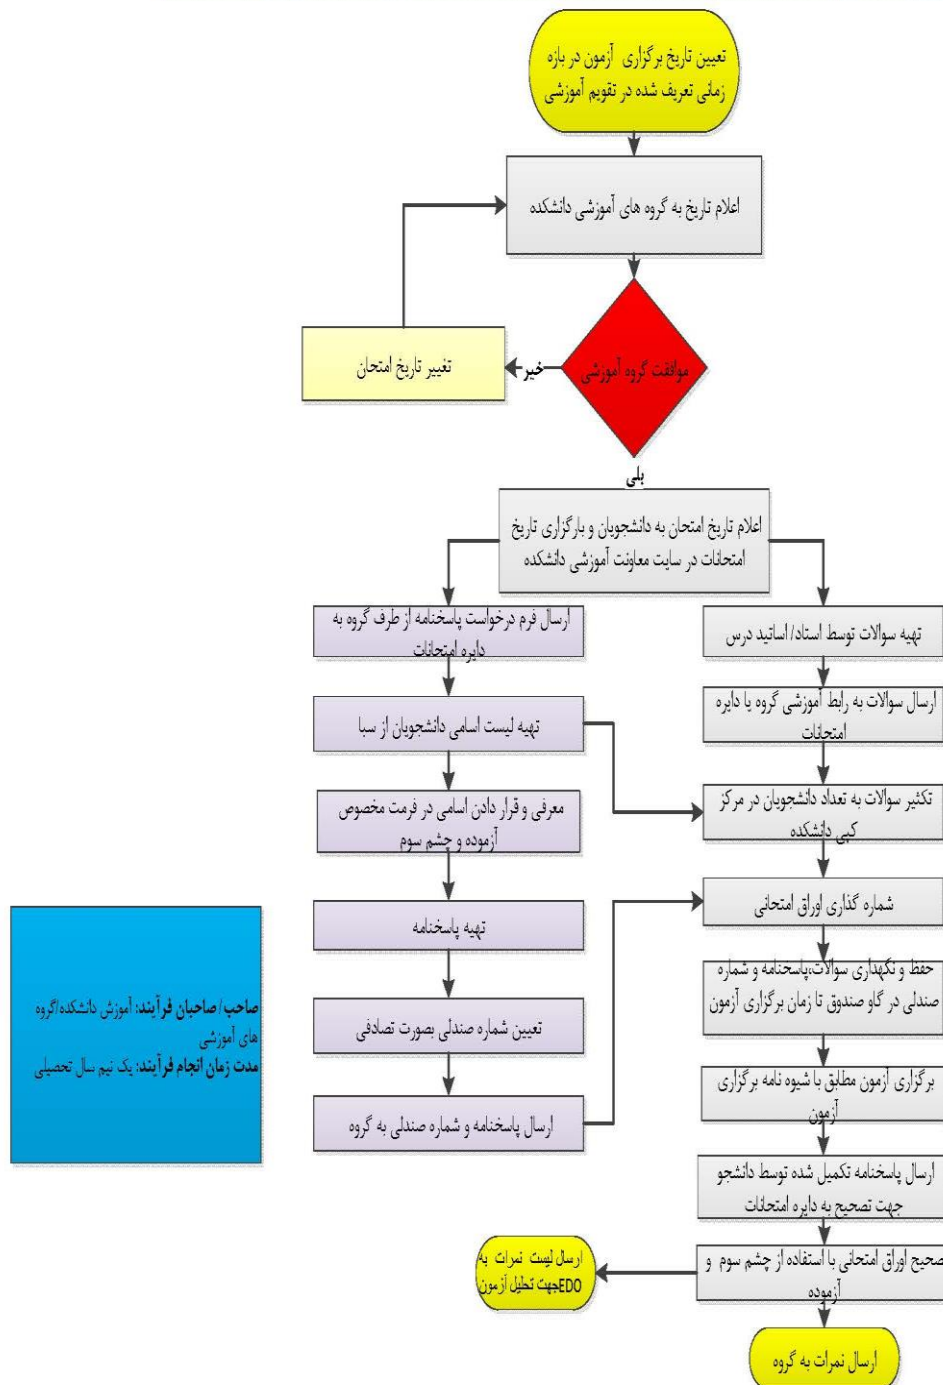 تعیین تاریخ برگزاری آزمون در بازه
زمانی تعریف شده در تقویم آموزشی
اعلام تاریخ به گروه های آموزشی دانشکده
موافقت گروه آموزشی
خیر
تغییر تاریخ امتحان
بلی
اعلام تاریخ امتحان به دانشجویان و بارگزاری تاریخ
امتحانات در سایت معاونت آموزشی دانشکده
تهیه سوالات توسط استاد/ اساتید درس
ارسال سوالات به رابط آموزشی گروه یا دایره
امتحانات
تکثیر سوالات به تعداد دانشجویان در مرکز
کپی دانشکده
شماره گذاری اوراق امتحانی
حفظ و نگهداری سوالات،پاسخنامه و شماره
صندلی در گاو صندوق تا زمان برگزاری آزمون
برگزاری آزمون مطابق با شیوه نامه برگزاری
آزمون
ارسال پاسخنامه تکمیل شده توسط دانشجو
جهت تصحیح به دایره امتحانات
صحیح اوراق امتحانی با استفاده از چشم سوم و
آزموده
ارسال نمرات به گروه
ارسال لیست نمرات به
EDOجهت تحلیل آزمون
ارسال فرم درخواست پاسخنامه از طرف گروه به
دایره امتحانات
تهیه لیست اسامی دانشجویان از سبا
معرفی و قرار دادن اسامی در فرمت مخصوص
آزموده و چشم سوم
تهیه پاسخنامه
تعیین شماره صندلی بصورت تصادفی
ارسال پاسخنامه و شماره صندلی به گروه
صاحب/ صاحبان فرآیند: آموزش دانشکده/گروه
های آموزشی
مدت زمان انجام فرآیند: یک نیم سال تحصیلی